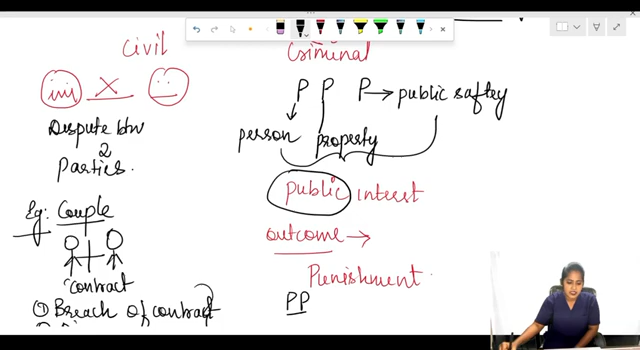 Civil
X
Dispute btw
2
Parties.
Eg: Couple
contract
① Breach of contract
Criminal
P P P → public saftey
person property
public interest
outcome →
Punishment
PP